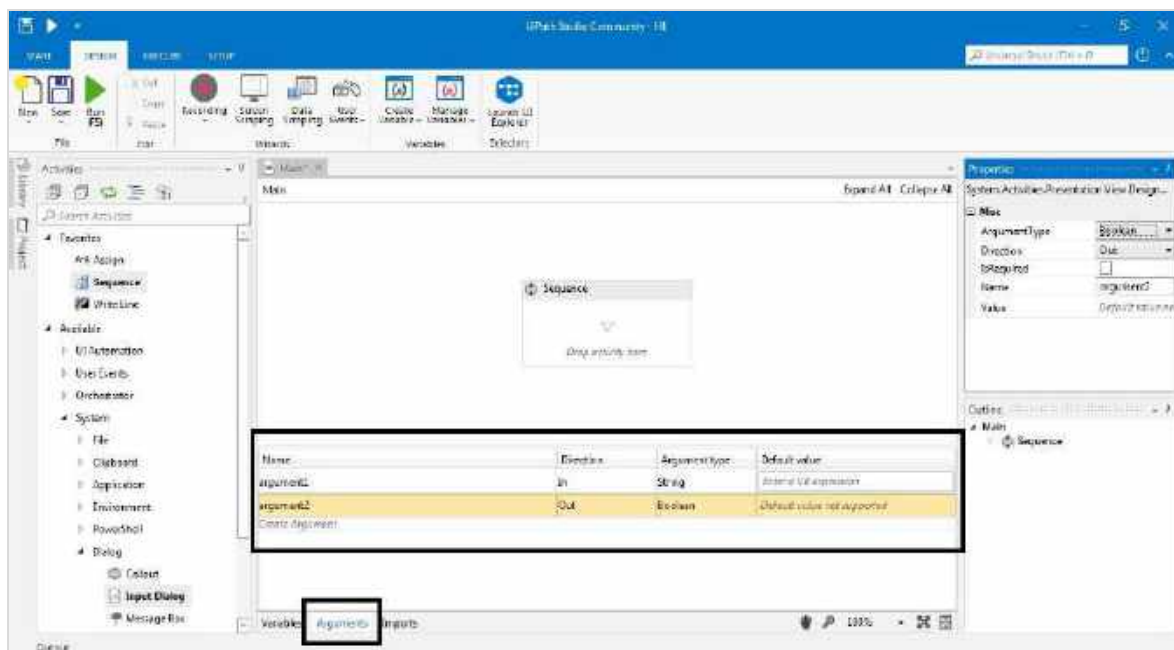 UiPath Studio Community - HI
START DESIGN EXECUTE SETUP
New Save Run F5) Cut Copy Paste Recording Screen Scraping Data Scraping User Events Create Variable Manage Variables Launch UI Explorer
File Wizards Variables Selectors
Activities
Main
Properties
Library
Project
Search Activities
Main
Expand All Collapse All
System.Activities.Presentation.View.Design...
Misc
ArgumentType Boolean
Direction Out
IsRequired
Name argument2
Value
Favorites
A+B Assign
Sequence
Write Line
Available
UI Automation
User Events
Orchestrator
System
File
Clipboard
Application
Environment
PowerShell
Dialog
Callout
Input Dialog
Message Box
Sequence
Drop activity here
Outline
Main
Sequence
Name Direction Argument type Default value
argument1 In String Enter a VB expression
argument2 Out Boolean Default value not supported
Create Argument
Variables Arguments Imports
100%
Output